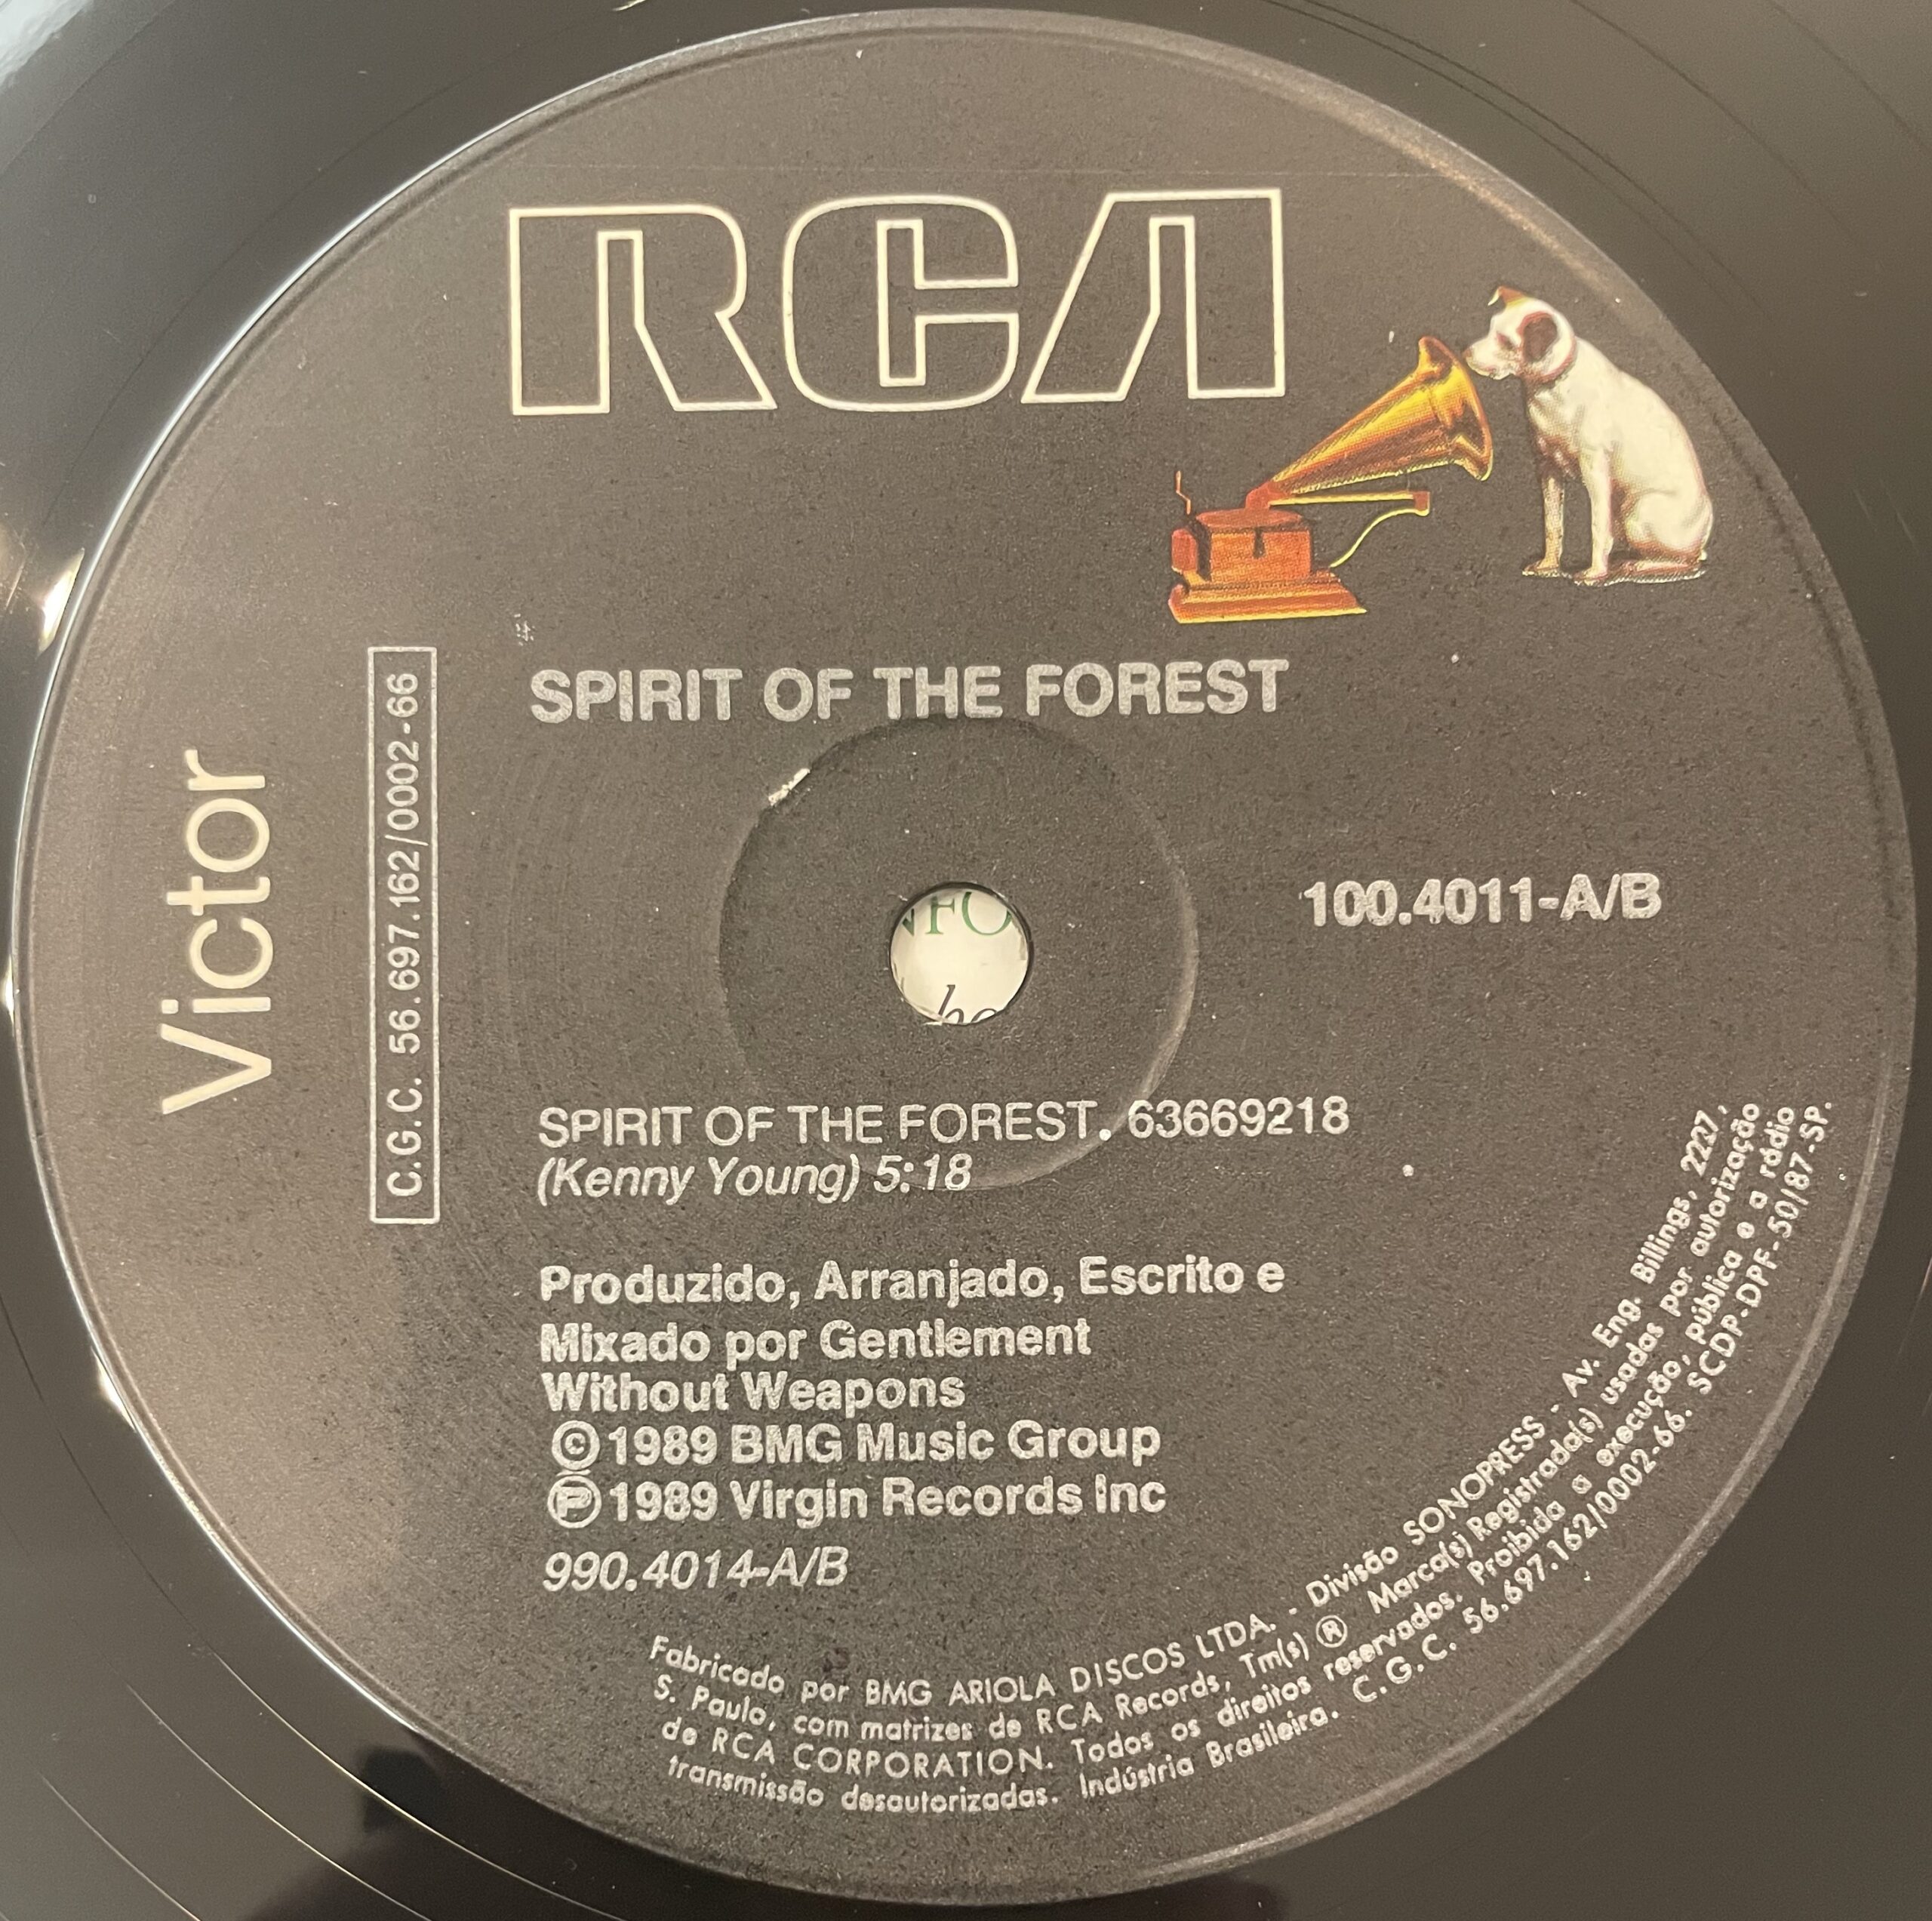 RCA
Victor
C.G.C. 56.697.162/0002-66
SPIRIT OF THE FOREST
NFO
100.4011-A/B
SPIRIT OF THE FOREST. 63669218
(Kenny Young) 5:18
Produzido, Arranjado, Escrito e
Mixado por Gentlement
Without Weapons
©1989 BMG Music Group
℗1989 Virgin Records Inc
990.4014-A/B
Fabricado por BMG ARIOLA DISCOS LTDA. - Divisão SONOPRESS - Av. Eng. Billings, 2227,
S. Paulo, com matrizes de RCA Records, Tm(s) ® Marca(s) Registrada(s) usadas por autorização
de RCA CORPORATION. Todos os direitos reservados. Proibida a execução, pública e a rádio
transmissão desautorizadas. Indústria Brasileira. C.G.C. 56.697.162/0002-66. SCDP-DPF-50/87-SP.